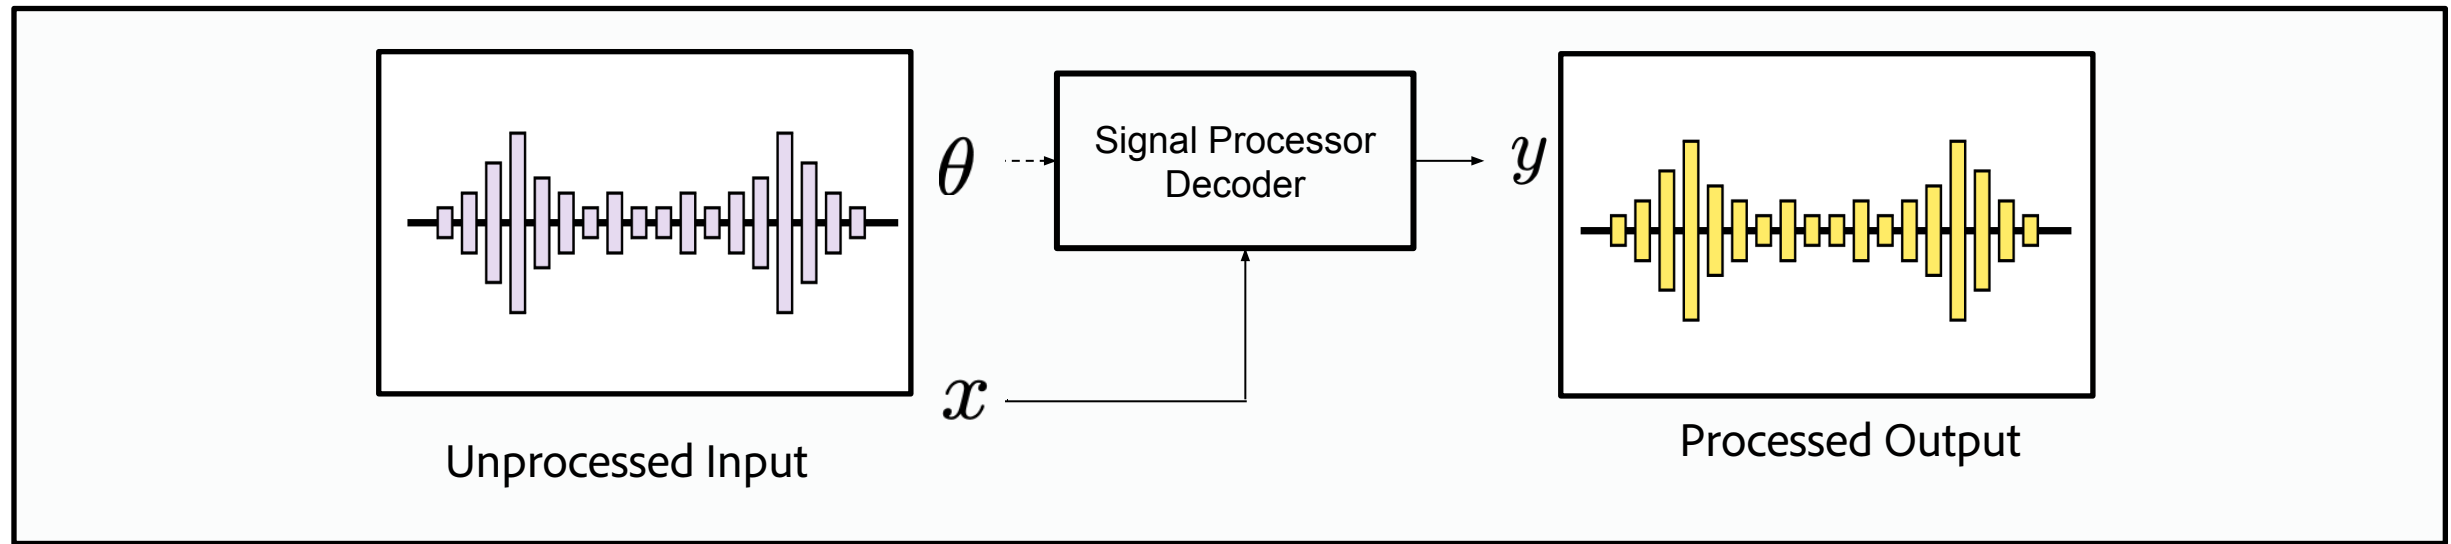 θ
Signal Processor
Decoder
y
x
Unprocessed Input
Processed Output